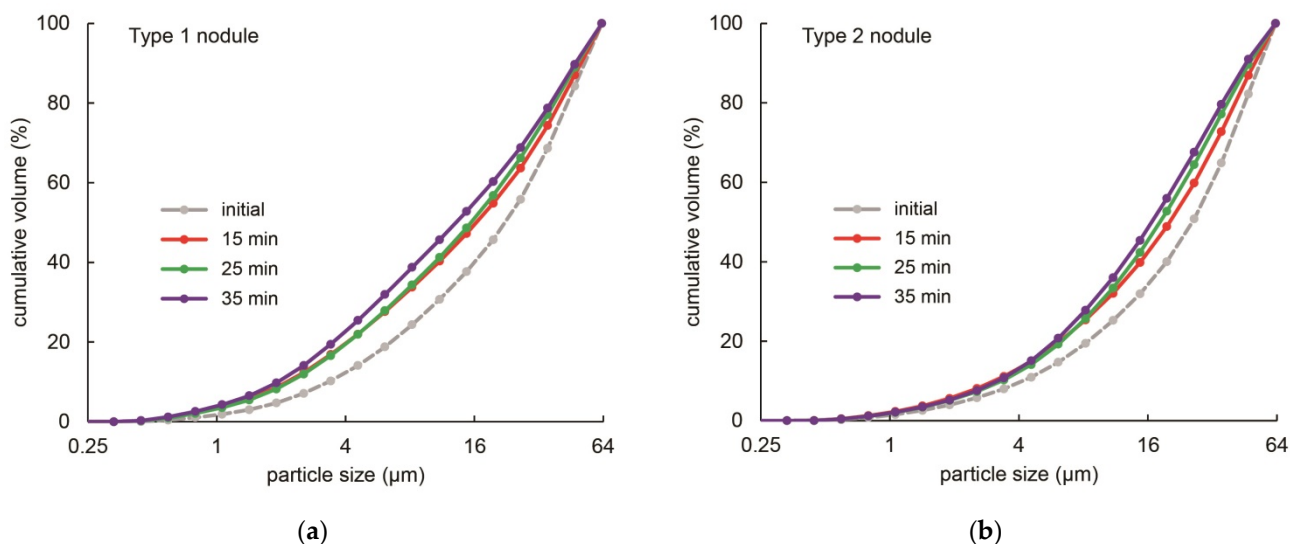 100
80
60
40
20
0
cumulative volume (%)
Type 1 nodule
initial
15 min
25 min
35 min
0.25 1 4 16 64
particle size (µm)
(a)
100
80
60
40
20
0
cumulative volume (%)
Type 2 nodule
initial
15 min
25 min
35 min
0.25 1 4 16 64
particle size (µm)
(b)